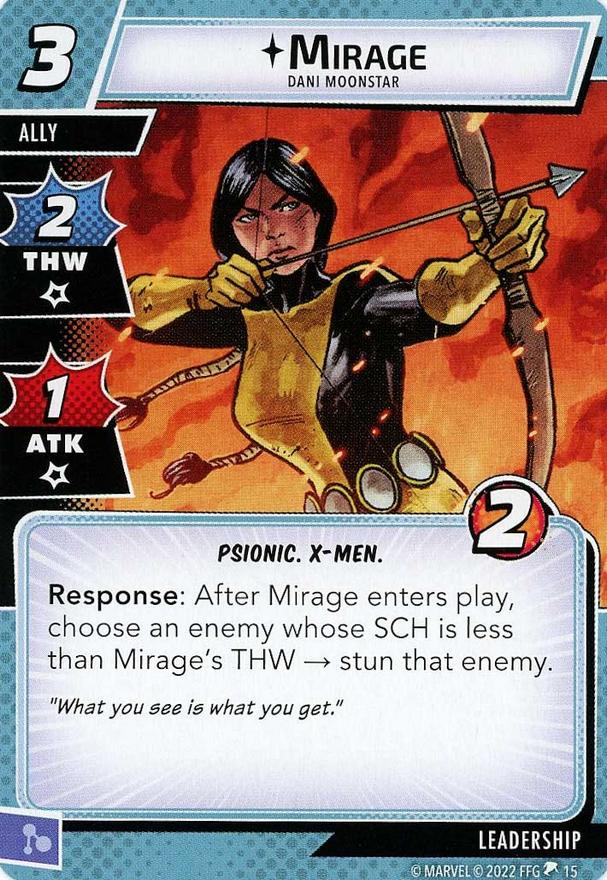 3
MIRAGE
DANI MOONSTAR
ALLY
2
THW
1
ATK
2
PSIONIC. X-MEN.
Response: After Mirage enters play,
choose an enemy whose SCH is less
than Mirage's THW → stun that enemy.
"What you see is what you get."
LEADERSHIP
© MARVEL © 2022 FFG 15